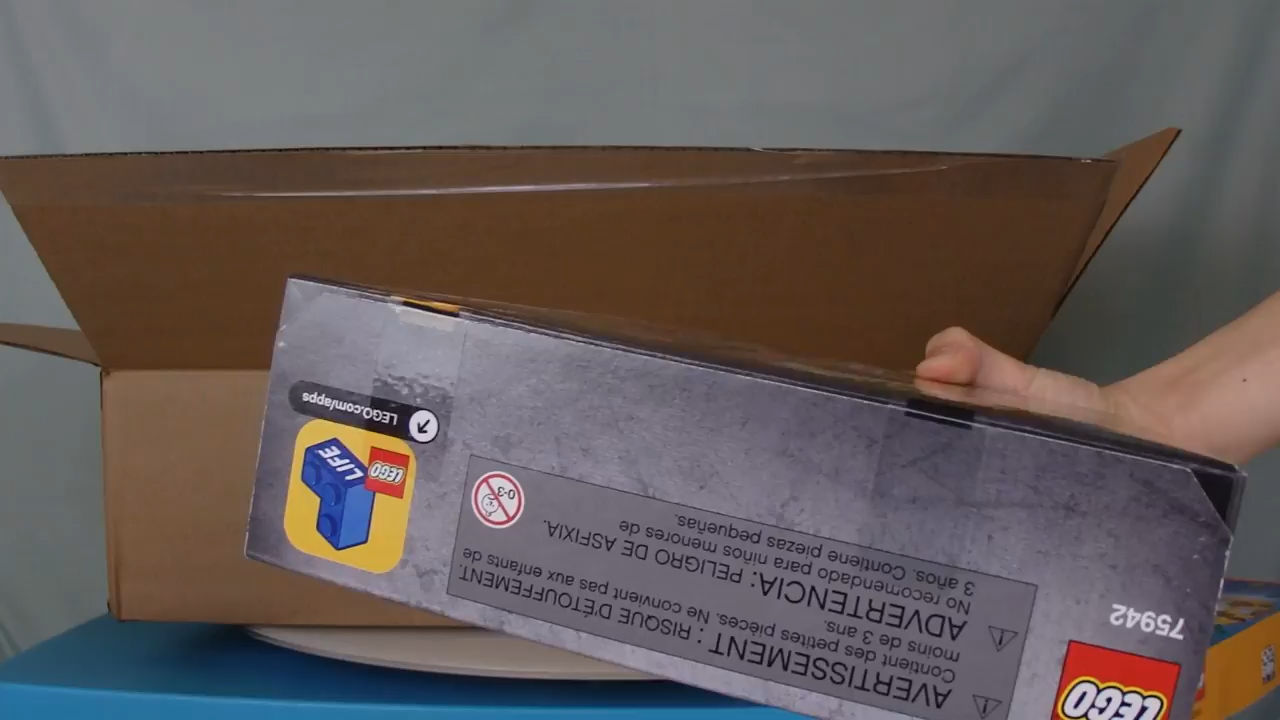 LEGO
75942
AVERTISSEMENT : RISQUE D'ÉTOUFFEMENT.
Contient des petites pièces. Ne convient pas aux enfants de
moins de 3 ans.
ADVERTENCIA: PELIGRO DE ASFIXIA.
No recomendado para niños menores de
3 años. Contiene piezas pequeñas.
0-3
LEGO
LIFE
LEGO.com/apps